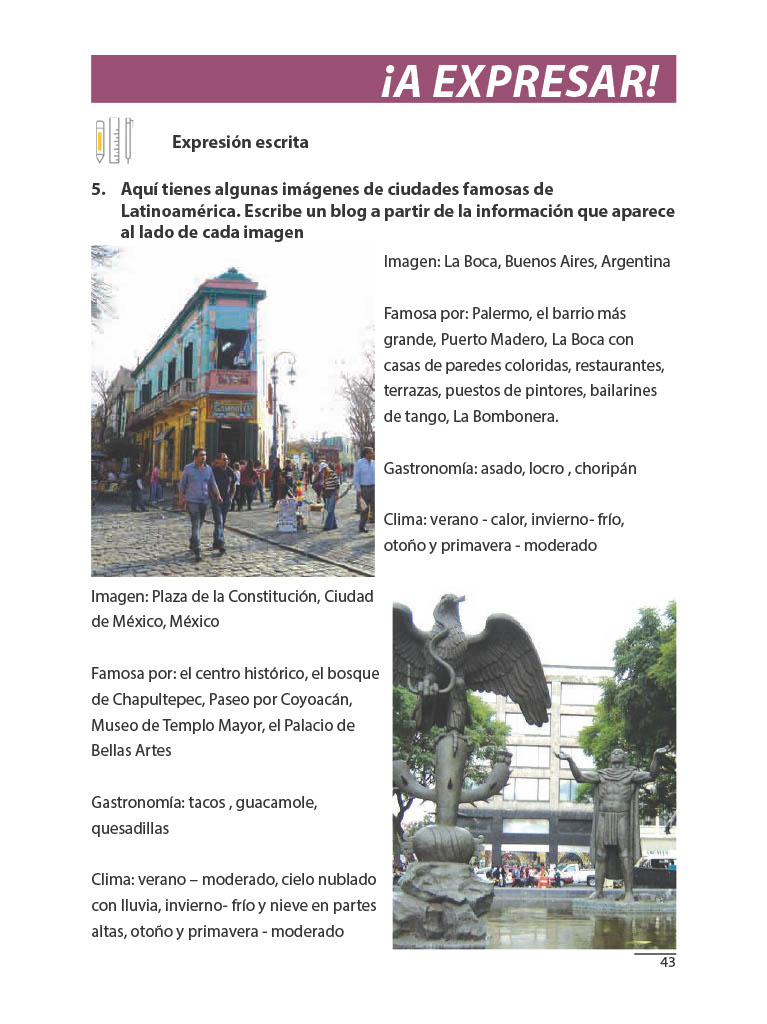 ¡A EXPRESAR!
Expresión escrita
5. Aquí tienes algunas imágenes de ciudades famosas de
Latinoamérica. Escribe un blog a partir de la información que aparece
al lado de cada imagen
Imagen: La Boca, Buenos Aires, Argentina
Famosa por: Palermo, el barrio más
grande, Puerto Madero, La Boca con
casas de paredes coloridas, restaurantes,
terrazas, puestos de pintores, bailarines
de tango, La Bombonera.
Gastronomía: asado, locro , choripán
Clima: verano - calor, invierno- frío,
otoño y primavera - moderado
Imagen: Plaza de la Constitución, Ciudad
de México, México
Famosa por: el centro histórico, el bosque
de Chapultepec, Paseo por Coyoacán,
Museo de Templo Mayor, el Palacio de
Bellas Artes
Gastronomía: tacos , guacamole,
quesadillas
Clima: verano – moderado, cielo nublado
con lluvia, invierno- frío y nieve en partes
altas, otoño y primavera - moderado
43